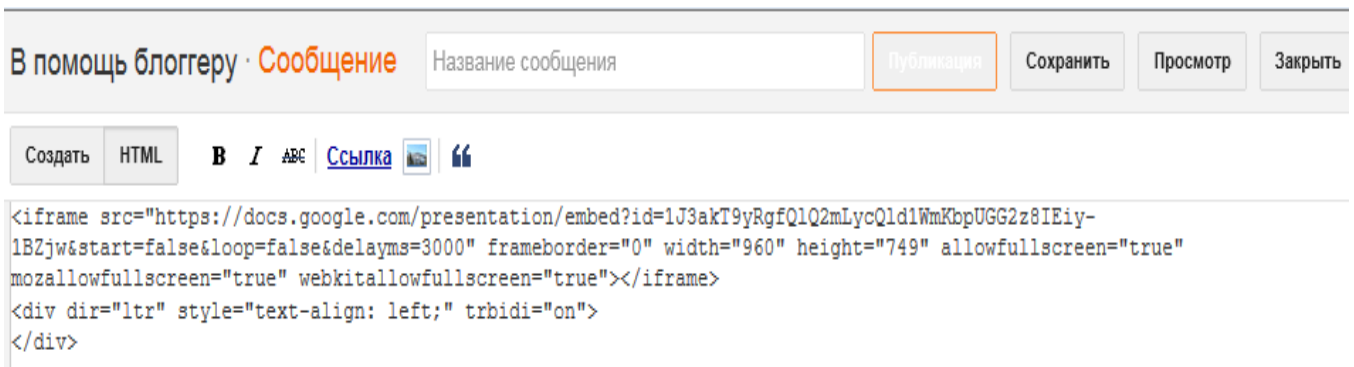 В помощь блоггеру · Сообщение Название сообщения Публикация Сохранить Просмотр Закрыть
Создать HTML B I ABC Ссылка “
<iframe src="https://docs.google.com/presentation/embed?id=1J3akT9yRgfQlQ2mLycQld1WmKbpUGG2z8IEiy-
1BZjw&start=false&loop=false&delayms=3000" frameborder="0" width="960" height="749" allowfullscreen="true"
mozallowfullscreen="true" webkitallowfullscreen="true"></iframe>
<div dir="ltr" style="text-align: left;" trbidi="on">
</div>